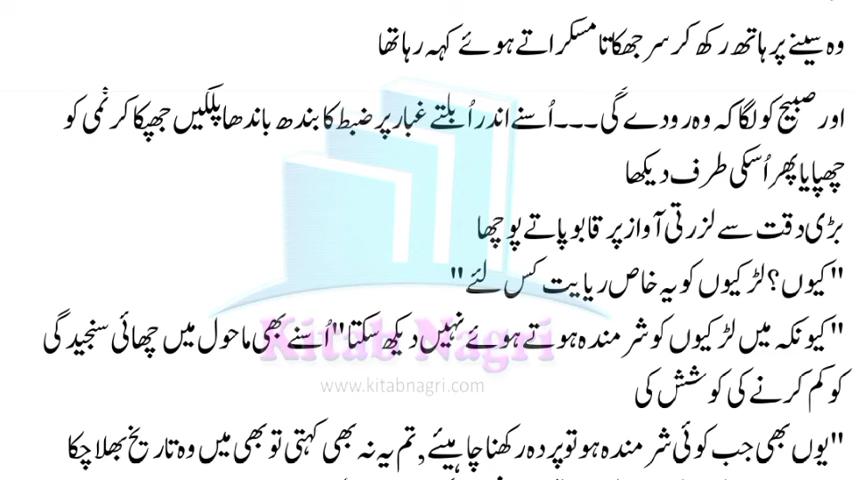 وہ سینے پر ہاتھ رکھ کر سر جھکاتا مسکراتے ہوئے کہہ رہا تھا
اور صبیح کو لگا کہ وہ رو دے گی۔۔۔ اُسنے اندر اُبلتے غبار پر ضبط کا بندھ باندھا پلکیں جھپکا کر نمی کو
چھپایا پھر اُسکی طرف دیکھا
بڑی دقت سے لزرتی آواز پر قابو پاتے پوچھا
"کیوں؟ لڑکیوں کو یہ خاص ریایت کس لئے"
"کیونکہ میں لڑکیوں کو شرمندہ ہوتے ہوئے نہیں دیکھ سکتا" اُسنے بھی ماحول میں چھائی سنجیدگی
Kitab Nagri
www.kitabnagri.com
کو کم کرنے کی کوشش کی
"یوں بھی جب کوئی شرمندہ ہو تو پردہ رکھنا چاہیئے, تم یہ نہ بھی کہتی تو بھی میں وہ تاریخ بھلا چکا